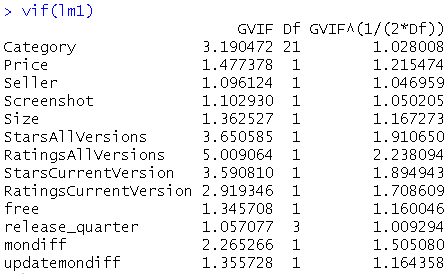 > vif(lm1)
GVIF Df GVIF^(1/(2*Df))
Category 3.190472 21 1.028008
Price 1.477378 1 1.215474
Seller 1.096124 1 1.046959
Screenshot 1.102930 1 1.050205
Size 1.362527 1 1.167273
StarsAllVersions 3.650585 1 1.910650
RatingsAllVersions 5.009064 1 2.238094
StarsCurrentVersion 3.590810 1 1.894943
RatingsCurrentVersion 2.919346 1 1.708609
free 1.345708 1 1.160046
release_quarter 1.057077 3 1.009294
mondiff 2.265266 1 1.505080
updatemondiff 1.355728 1 1.164358